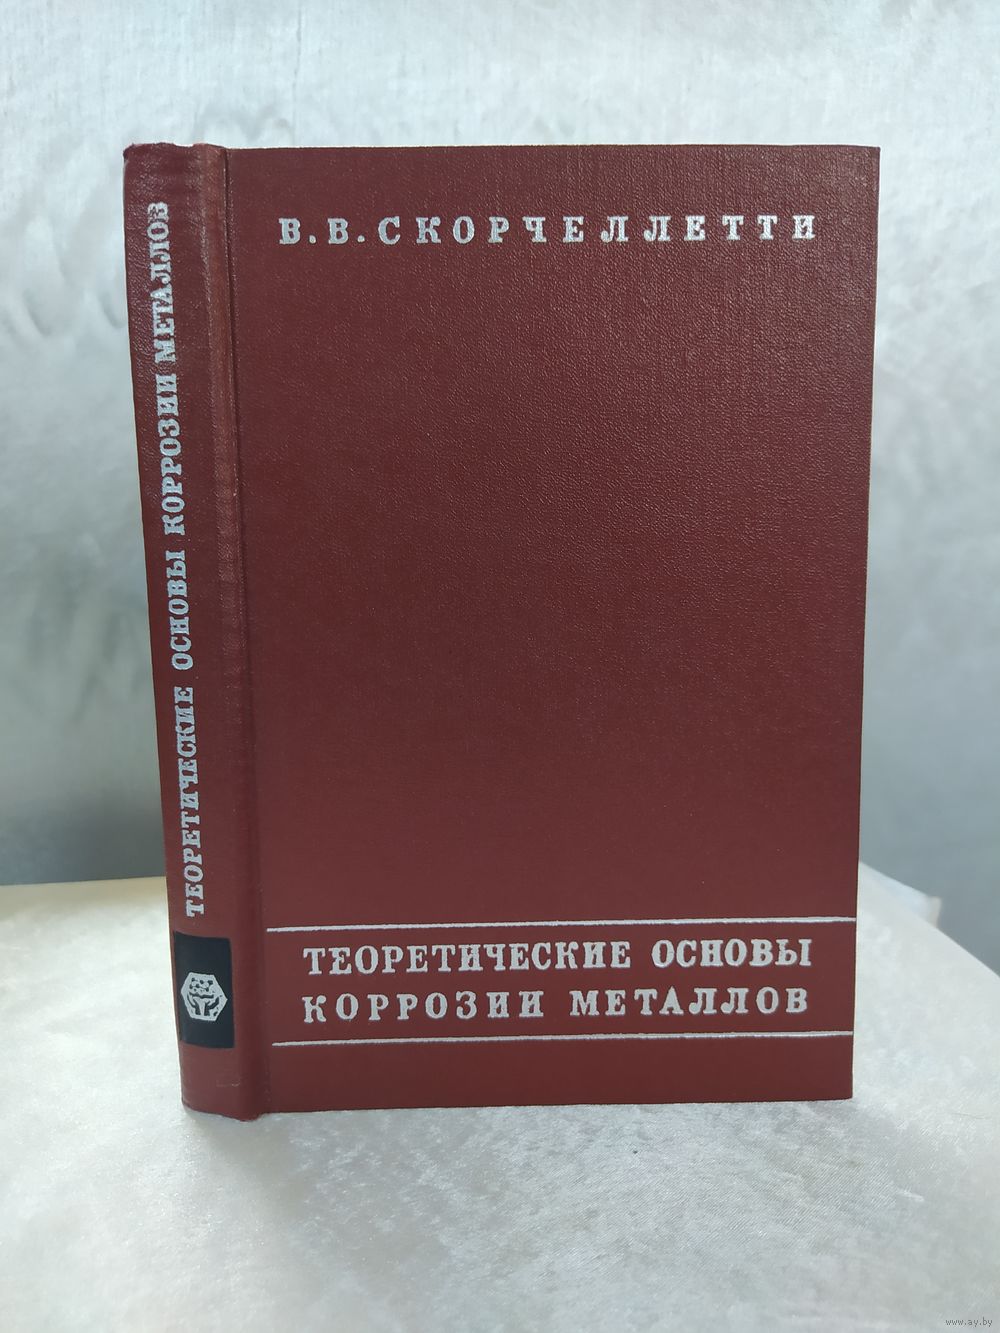 В.В.СКОРЧЕЛЛЕТТИ
ТЕОРЕТИЧЕСКИЕ ОСНОВЫ
КОРРОЗИИ МЕТАЛЛОВ
ТЕОРЕТИЧЕСКИЕ ОСНОВЫ КОРРОЗИИ МЕТАЛЛОВ
www.ay.by